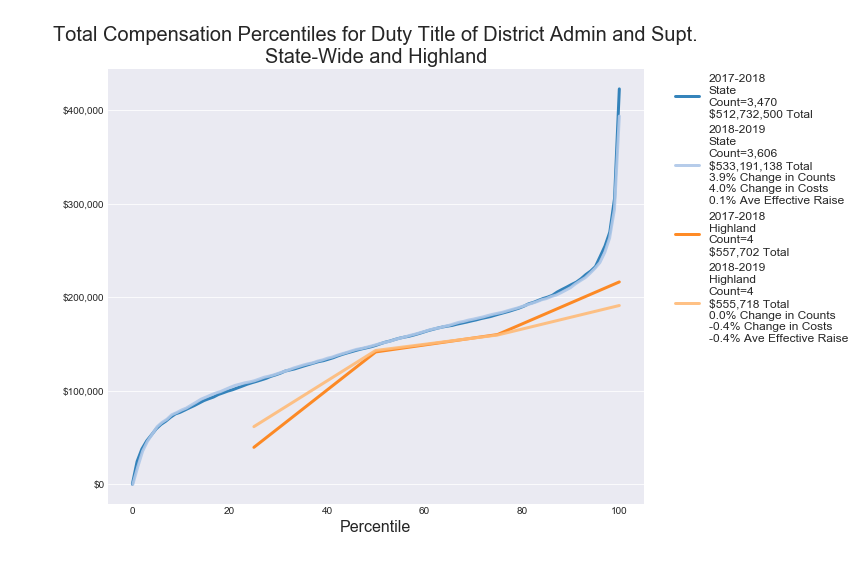 Total Compensation Percentiles for Duty Title of District Admin and Supt.
State-Wide and Highland
$400,000
$300,000
$200,000
$100,000
$0
0
20
40
60
80
100
Percentile
2017-2018
State
Count=3,470
$512,732,500 Total
2018-2019
State
Count=3,606
$533,191,138 Total
3.9% Change in Counts
4.0% Change in Costs
0.1% Ave Effective Raise
2017-2018
Highland
Count=4
$557,702 Total
2018-2019
Highland
Count=4
$555,718 Total
0.0% Change in Counts
-0.4% Change in Costs
-0.4% Ave Effective Raise